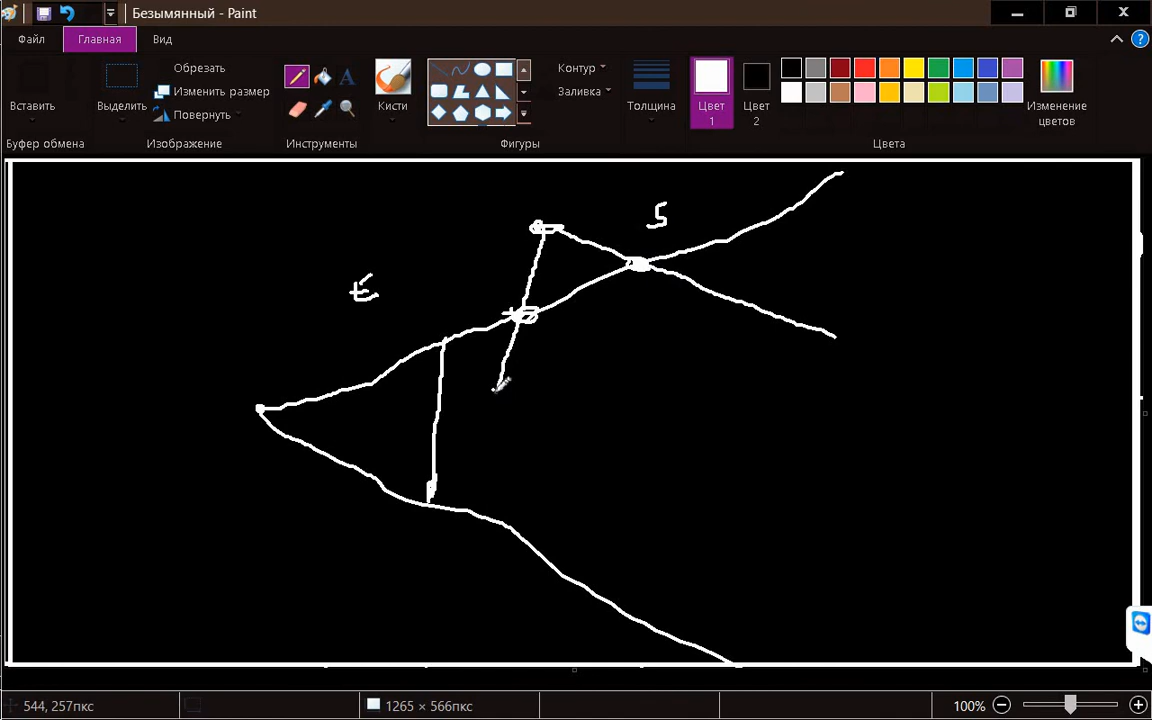 Безымянный - Paint
Файл Главная Вид
Вставить
Буфер обмена
Выделить
Обрезать
Изменить размер
Повернуть
Изображение
A
Инструменты
Кисти
Фигуры
Контур
Заливка
Толщина
Цвет
1
Цвет
2
Изменение
цветов
Цвета
S
t
544, 257пкс
1265 × 566пкс
100%